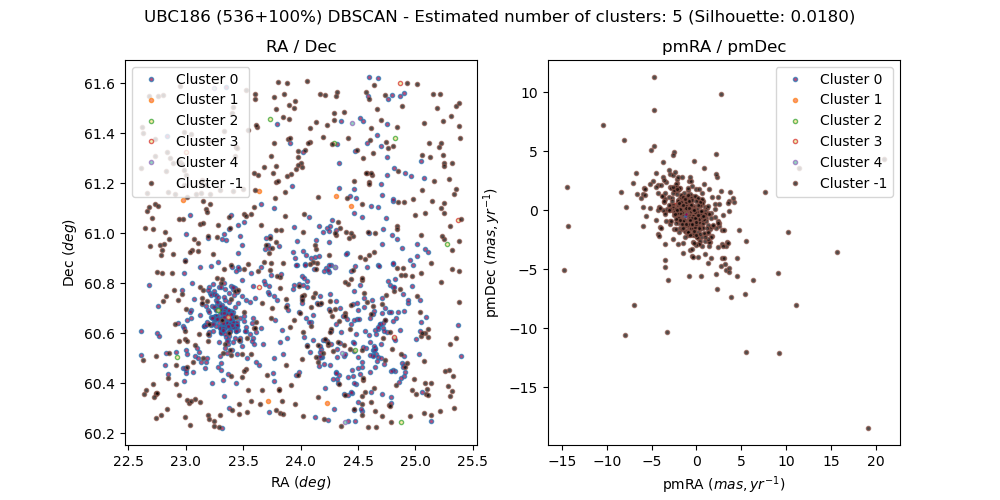 UBC186 (536+100%) DBSCAN - Estimated number of clusters: 5 (Silhouette: 0.0180)
RA / Dec
Cluster 0
Cluster 1
Cluster 2
Cluster 3
Cluster 4
Cluster -1
61.6
61.4
61.2
61.0
60.8
60.6
60.4
60.2
Dec (deg)
22.5 23.0 23.5 24.0 24.5 25.0 25.5
RA (deg)
pmRA / pmDec
Cluster 0
Cluster 1
Cluster 2
Cluster 3
Cluster 4
Cluster -1
10
5
0
−5
−10
−15
pmDec (mas, yr⁻¹)
−15 −10 −5 0 5 10 15 20
pmRA (mas, yr⁻¹)